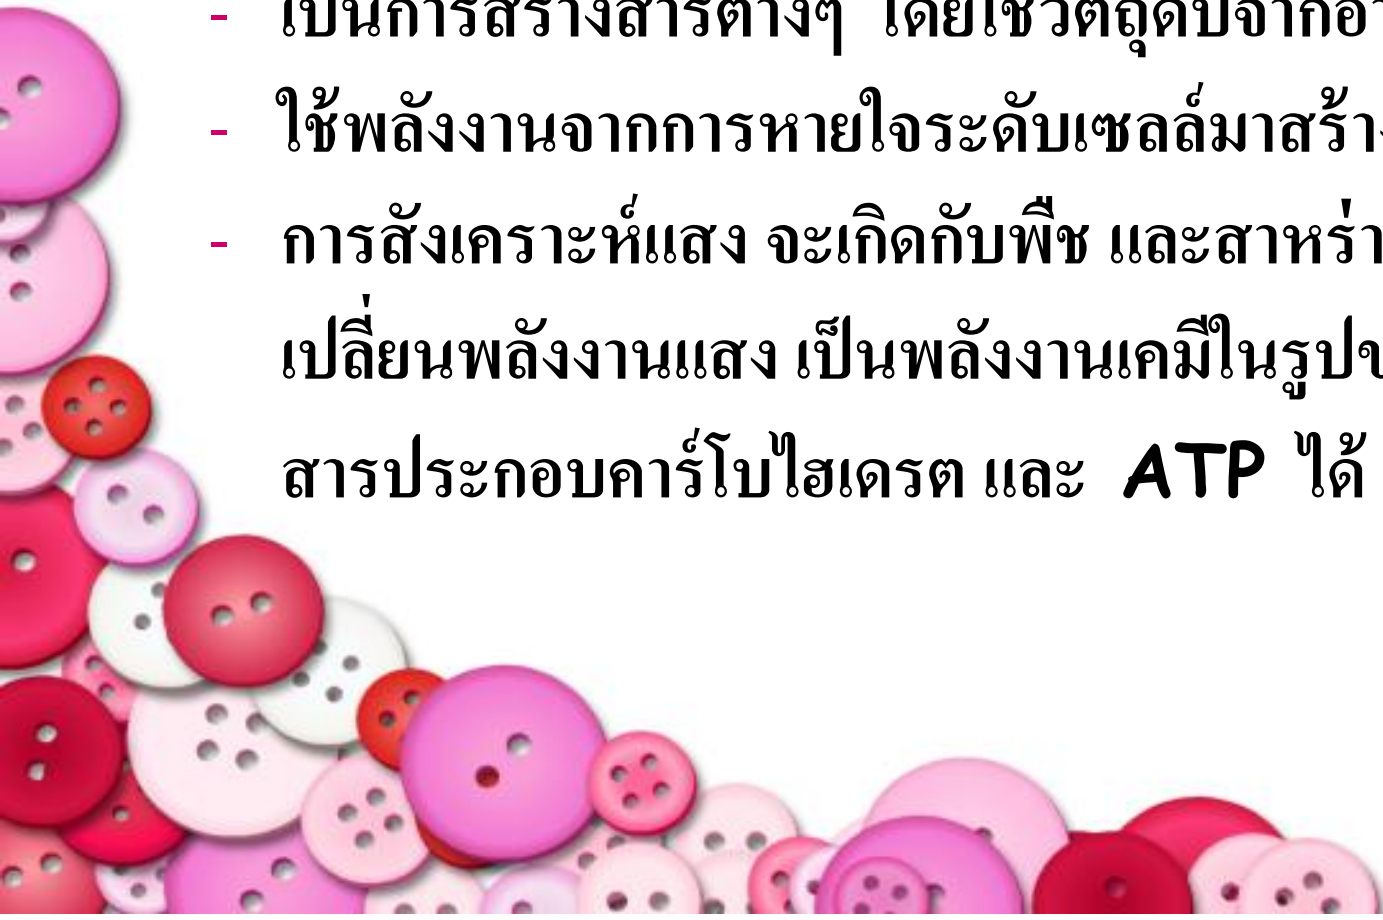 - เป็นการสร้างสารต่างๆ โดยใช้วัตถุดิบจาก
- ใช้พลังงานจากการหายใจระดับเซลล์มาสร้าง
- การสังเคราะห์แสง จะเกิดกับพืช และสาหร่า
เปลี่ยนพลังงานแสง เป็นพลังงานเคมีในรูป
สารประกอบคาร์โบไฮเดรต และ ATP ได้